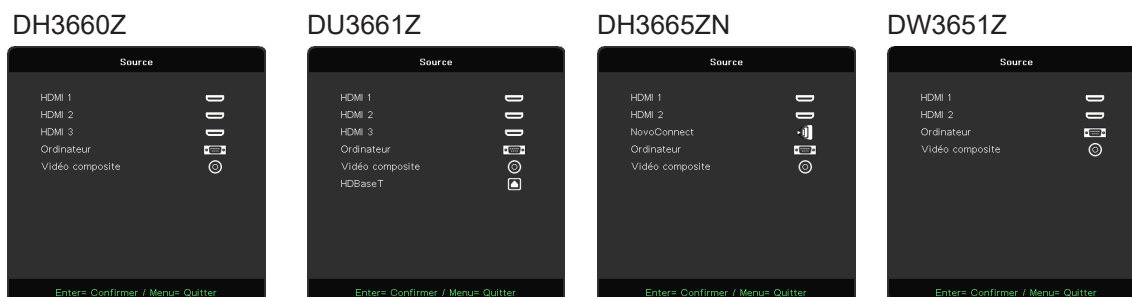 DH3660Z
Source
HDMI 1
HDMI 2
HDMI 3
Ordinateur
Vidéo composite
Enter= Confirmer / Menu= Quitter
DU3661Z
Source
HDMI 1
HDMI 2
HDMI 3
Ordinateur
Vidéo composite
HDBaseT
Enter= Confirmer / Menu= Quitter
DH3665ZN
Source
HDMI 1
HDMI 2
NovoConnect
Ordinateur
Vidéo composite
Enter= Confirmer / Menu= Quitter
DW3651Z
Source
HDMI 1
HDMI 2
Ordinateur
Vidéo composite
Enter= Confirmer / Menu= Quitter